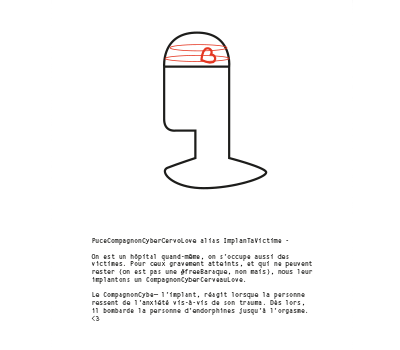 PuceCompagnonCyberCervoLove alias ImplanTaVictime -
On est un hôpital quand-même, on s'occupe aussi des
victimes. Pour ceux gravement atteints, et qui ne peuvent
rester (on est pas une #freeBaraque, non mais), nous leur
implantons un CompagnonCyberCerveauLove.
Le CompagnonCybe— l'implant, réagit lorsque la personne
ressent de l'anxiété vis-à-vis de son trauma. Dès lors,
il bombarde la personne d'endorphines jusqu'à l'orgasme.
<3